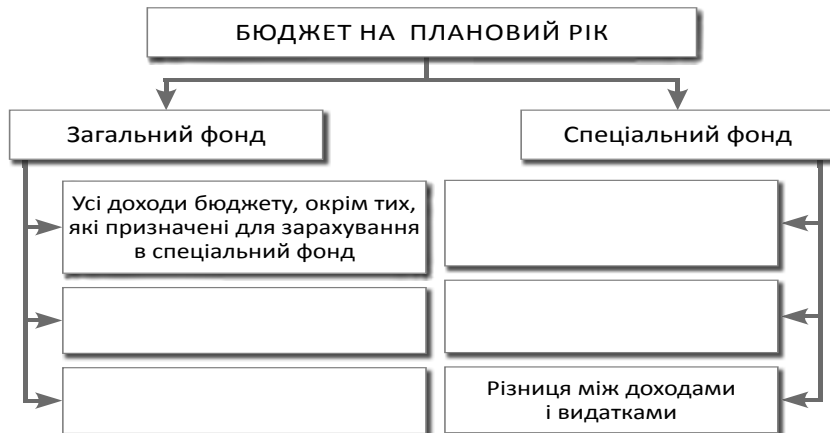 БЮДЖЕТ НА ПЛАНОВИЙ РІК
Загальний фонд
Спеціальний фонд
Усі доходи бюджету, окрім тих,
які призначені для зарахування
в спеціальний фонд
Різниця між доходами
і видатками